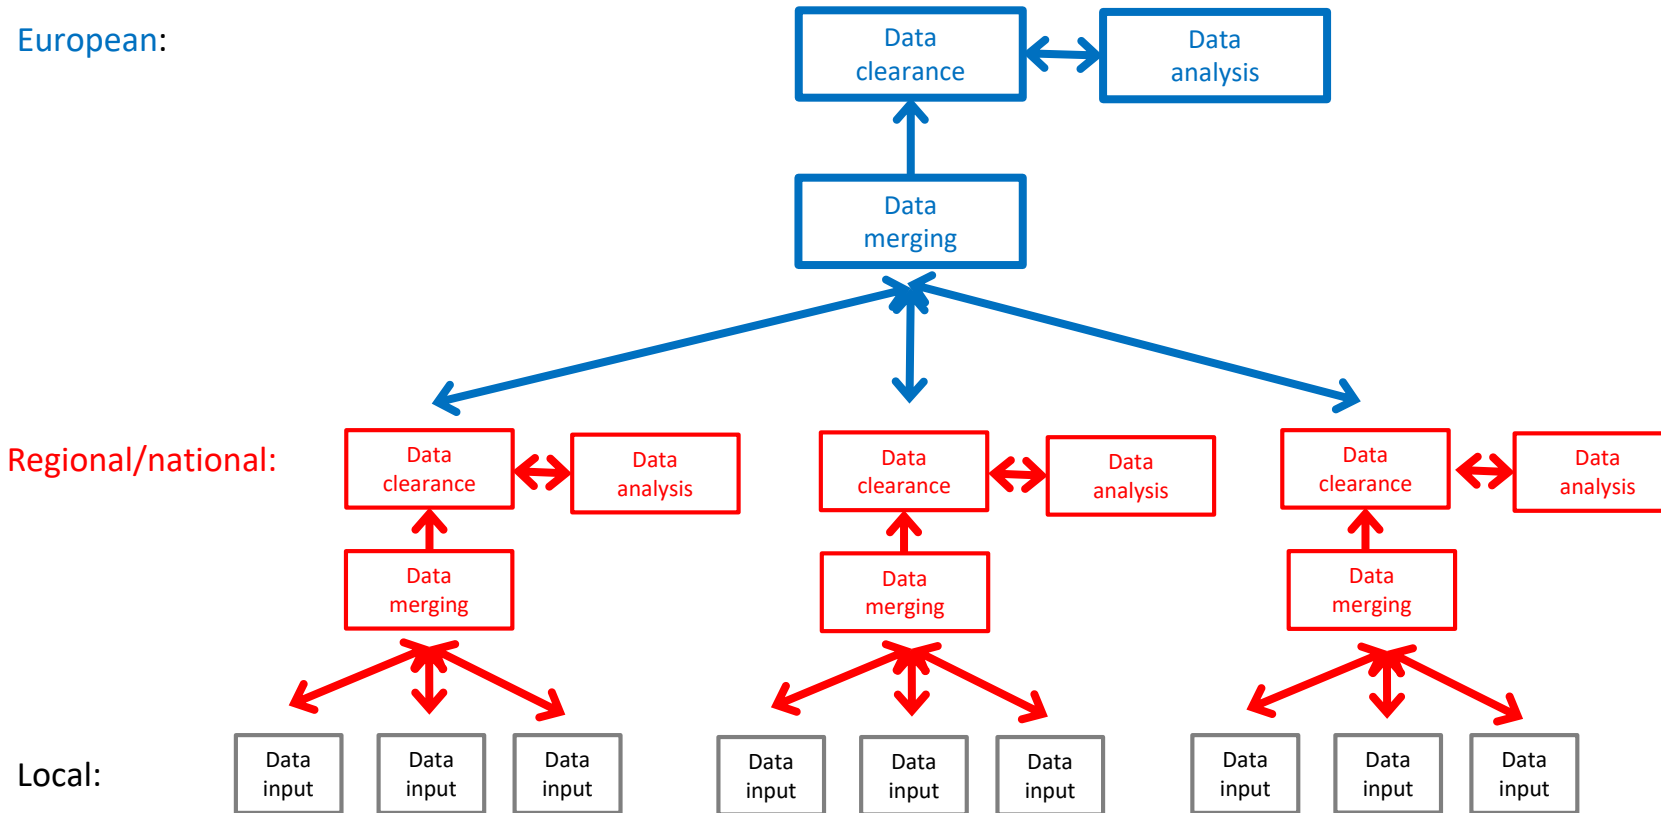 European:
Data
clearance
Data
analysis
Data
merging
Regional/national:
Data
clearance
Data
analysis
Data
clearance
Data
analysis
Data
clearance
Data
analysis
Data
merging
Data
merging
Data
merging
Local:
Data
input
Data
input
Data
input
Data
input
Data
input
Data
input
Data
input
Data
input
Data
input